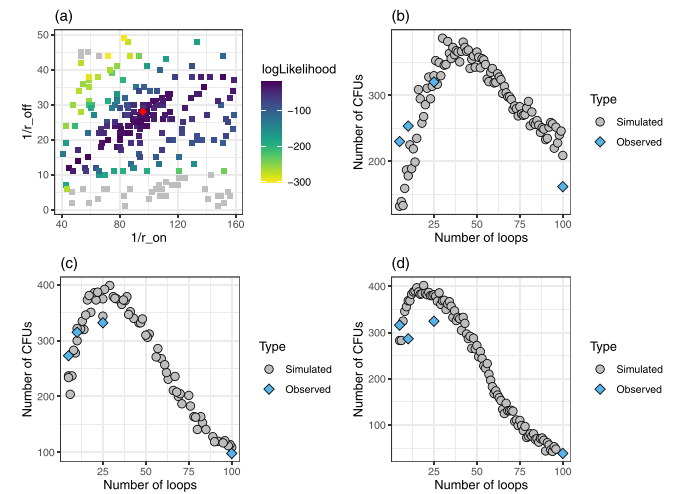 (a)
50
40
30
20
10
0
1/r_off
40
80
120
160
1/r_on
logLikelihood
−100
−200
−300
(b)
300
200
Number of CFUs
25
50
75
100
Number of loops
Type
Simulated
Observed
(c)
400
300
200
100
Number of CFUs
25
50
75
100
Number of loops
Type
Simulated
Observed
(d)
400
300
200
100
Number of CFUs
25
50
75
100
Number of loops
Type
Simulated
Observed